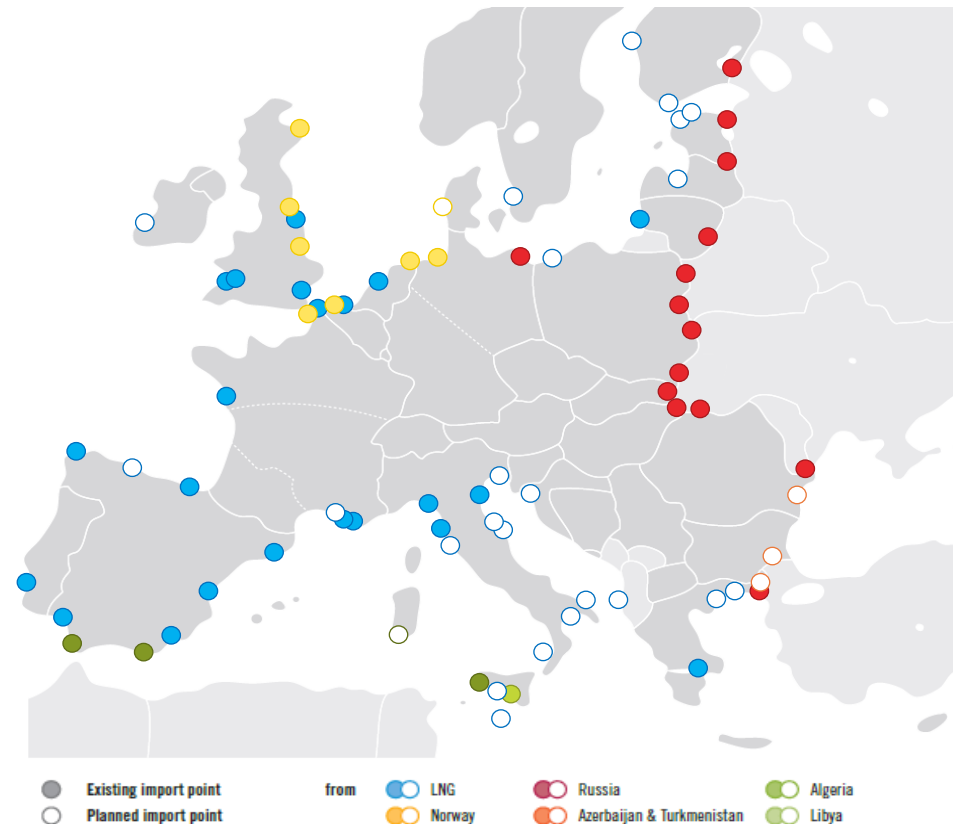 Existing import point from LNG Russia Algeria
Planned import point Norway Azerbaijan & Turkmenistan Libya